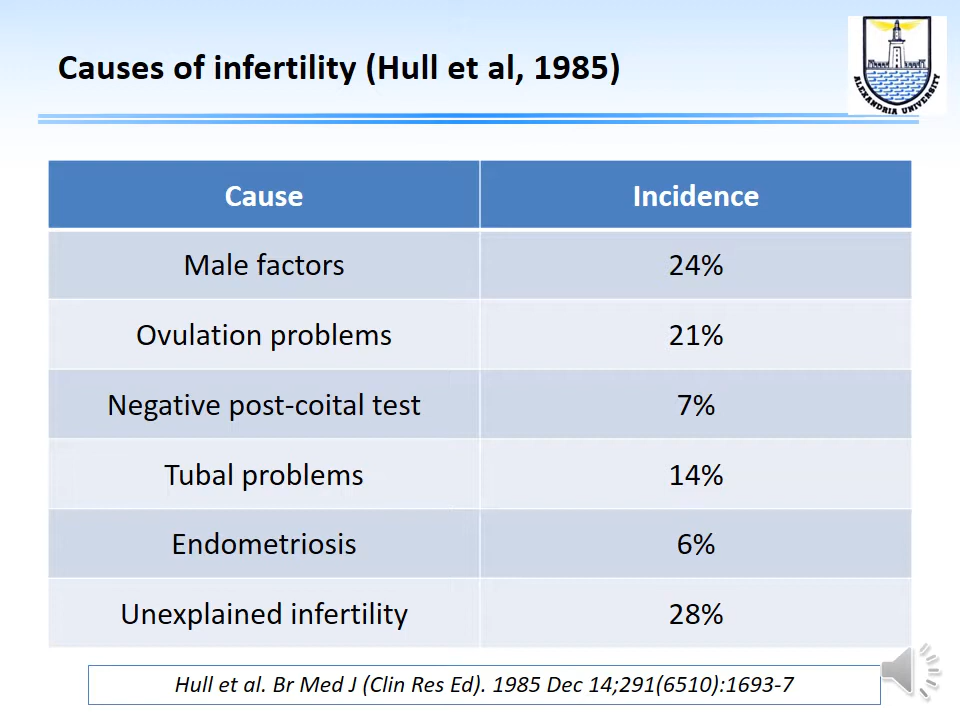 Causes of infertility (Hull et al, 1985)
ALEXANDRIA UNIVERSITY
Cause Incidence
Male factors 24%
Ovulation problems 21%
Negative post-coital test 7%
Tubal problems 14%
Endometriosis 6%
Unexplained infertility 28%
Hull et al. Br Med J (Clin Res Ed). 1985 Dec 14;291(6510):1693-7